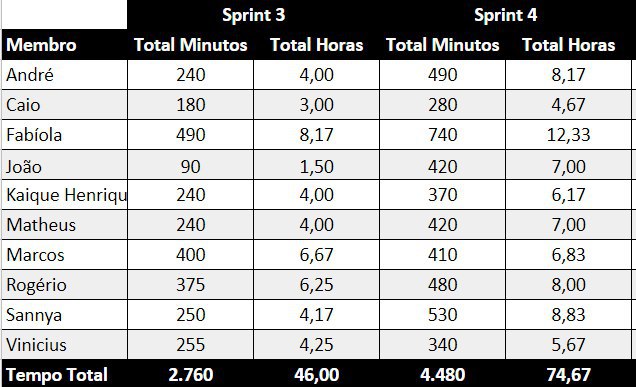 Sprint 3 Sprint 4
Membro Total Minutos Total Horas Total Minutos Total Horas
André 240 4,00 490 8,17
Caio 180 3,00 280 4,67
Fabíola 490 8,17 740 12,33
João 90 1,50 420 7,00
Kaique Henriqu 240 4,00 370 6,17
Matheus 240 4,00 420 7,00
Marcos 400 6,67 410 6,83
Rogério 375 6,25 480 8,00
Sannya 250 4,17 530 8,83
Vinicius 255 4,25 340 5,67
Tempo Total 2.760 46,00 4.480 74,67